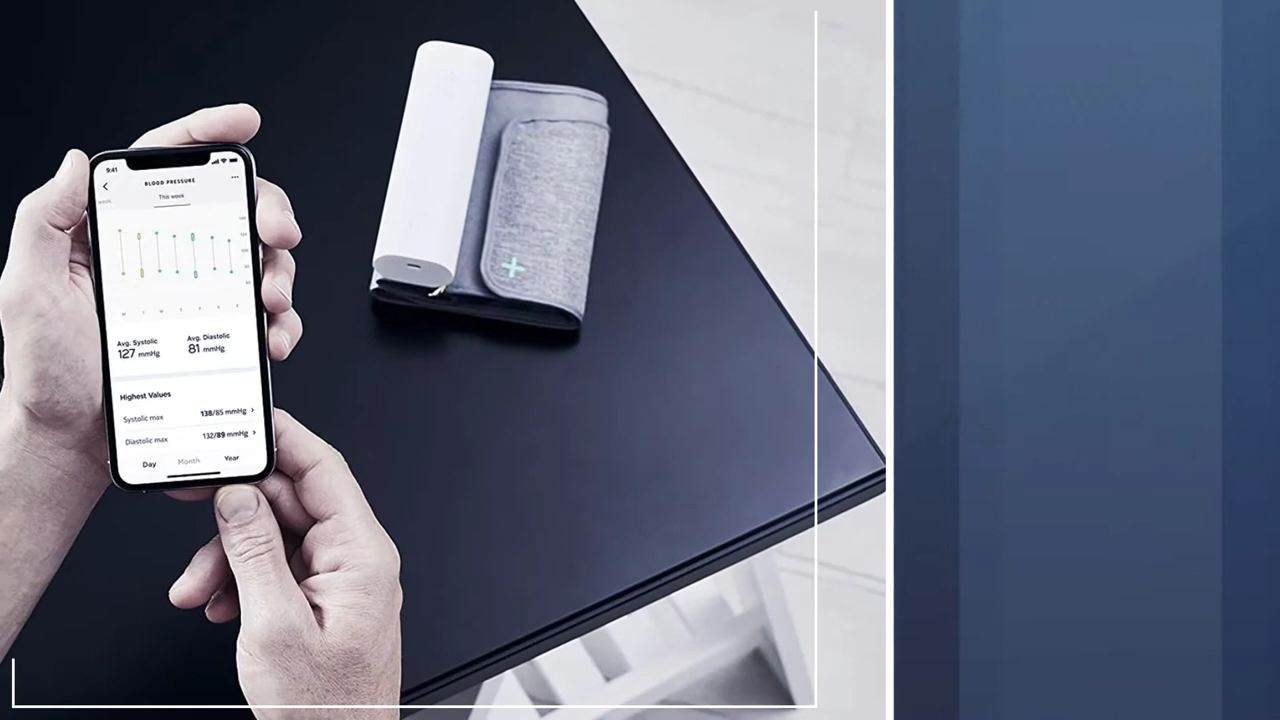 9:41
BLOOD PRESSURE
This week
Avg. Systolic
127 mmHg
Avg. Diastolic
81 mmHg
Highest Values
Systolic max 138/85 mmHg
Diastolic max 132/89 mmHg
Day Month Year